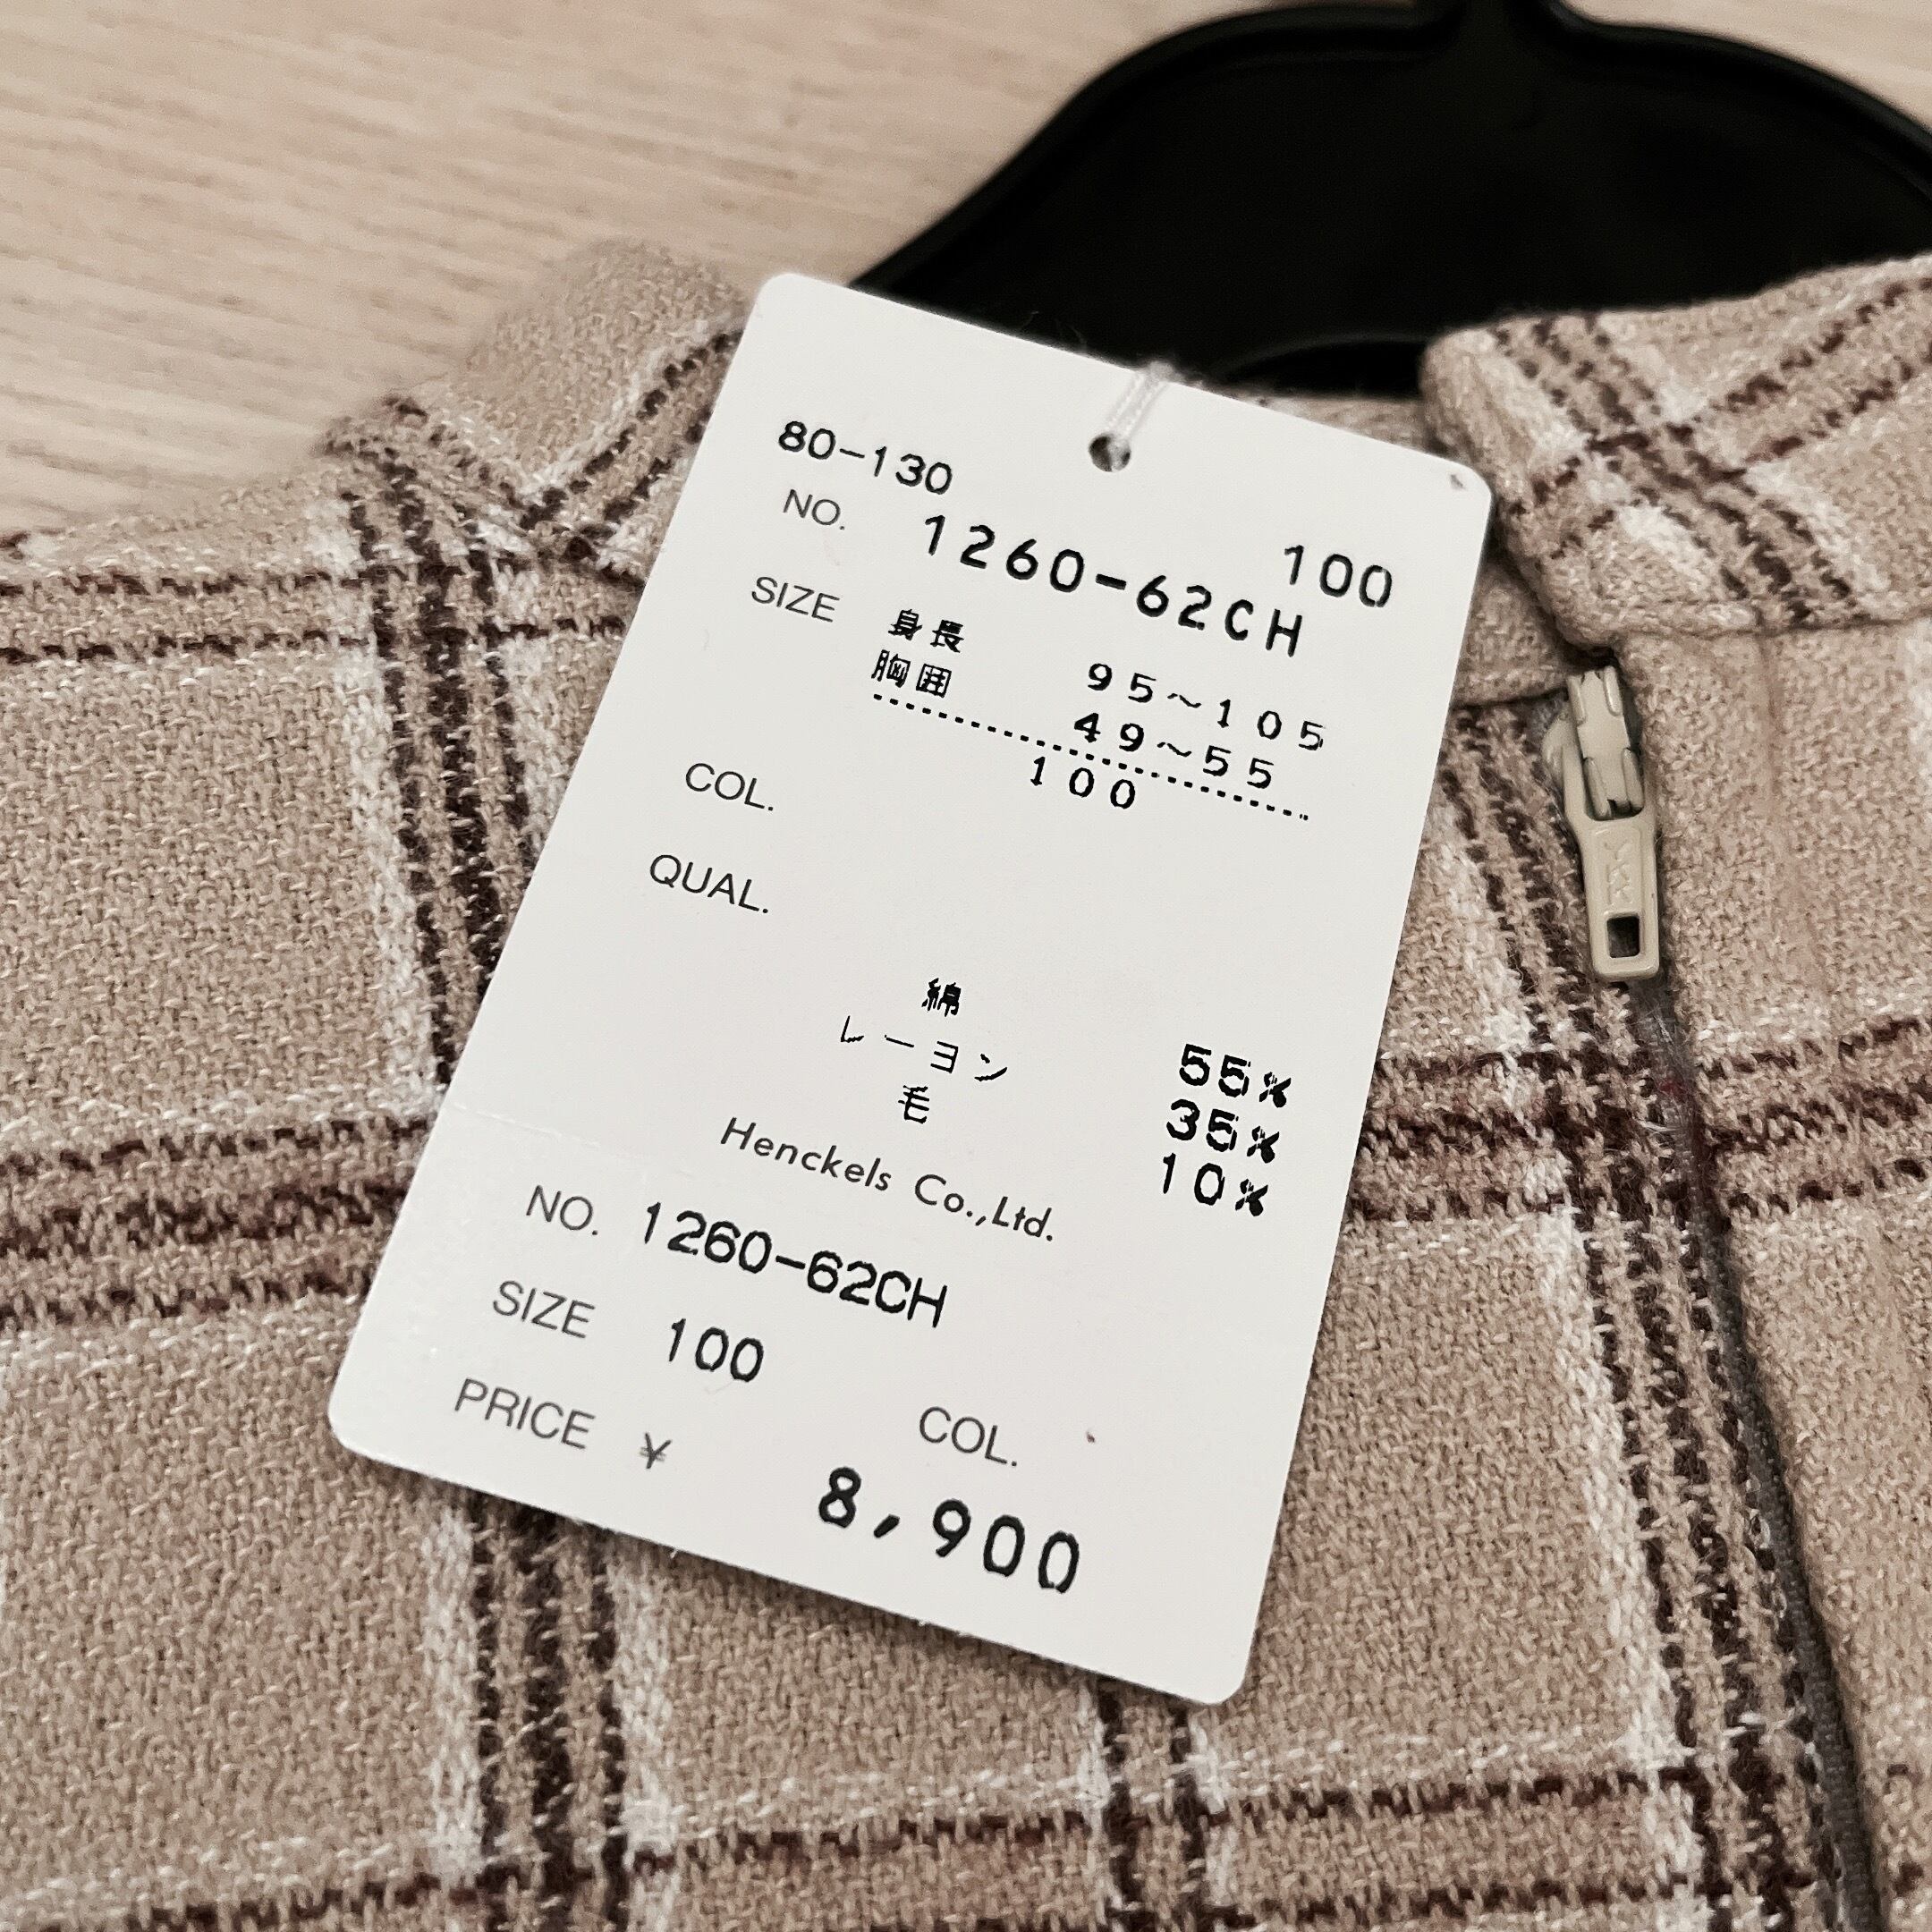 80-130
NO. 1260-62CH 100
SIZE 身長 95～105
胸囲 49～55
100
COL.
QUAL.
綿 55%
レーヨン 35%
毛 10%
Henckels Co.,Ltd.
NO. 1260-62CH
SIZE 100 COL.
PRICE ¥ 8,900
YKK